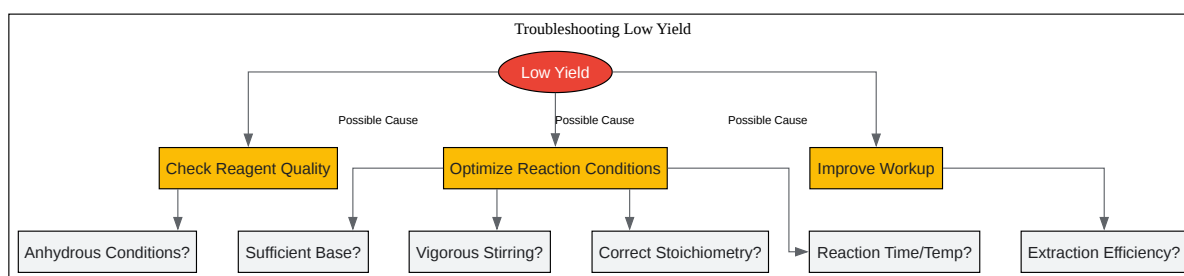 Troubleshooting Low Yield
Low Yield
Possible Cause
Possible Cause
Possible Cause
Check Reagent Quality
Optimize Reaction Conditions
Improve Workup
Anhydrous Conditions?
Sufficient Base?
Vigorous Stirring?
Correct Stoichiometry?
Reaction Time/Temp?
Extraction Efficiency?